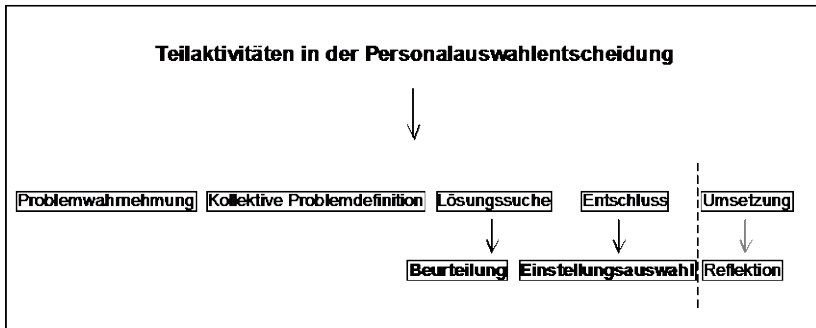 Teilaktivitäten in der Personalauswahlentscheidung
Problemwahrnehmung Kollektive Problemdefinition Lösungssuche Entschluss Umsetzung
Beurteilung Einstellungsauswahl Reflektion